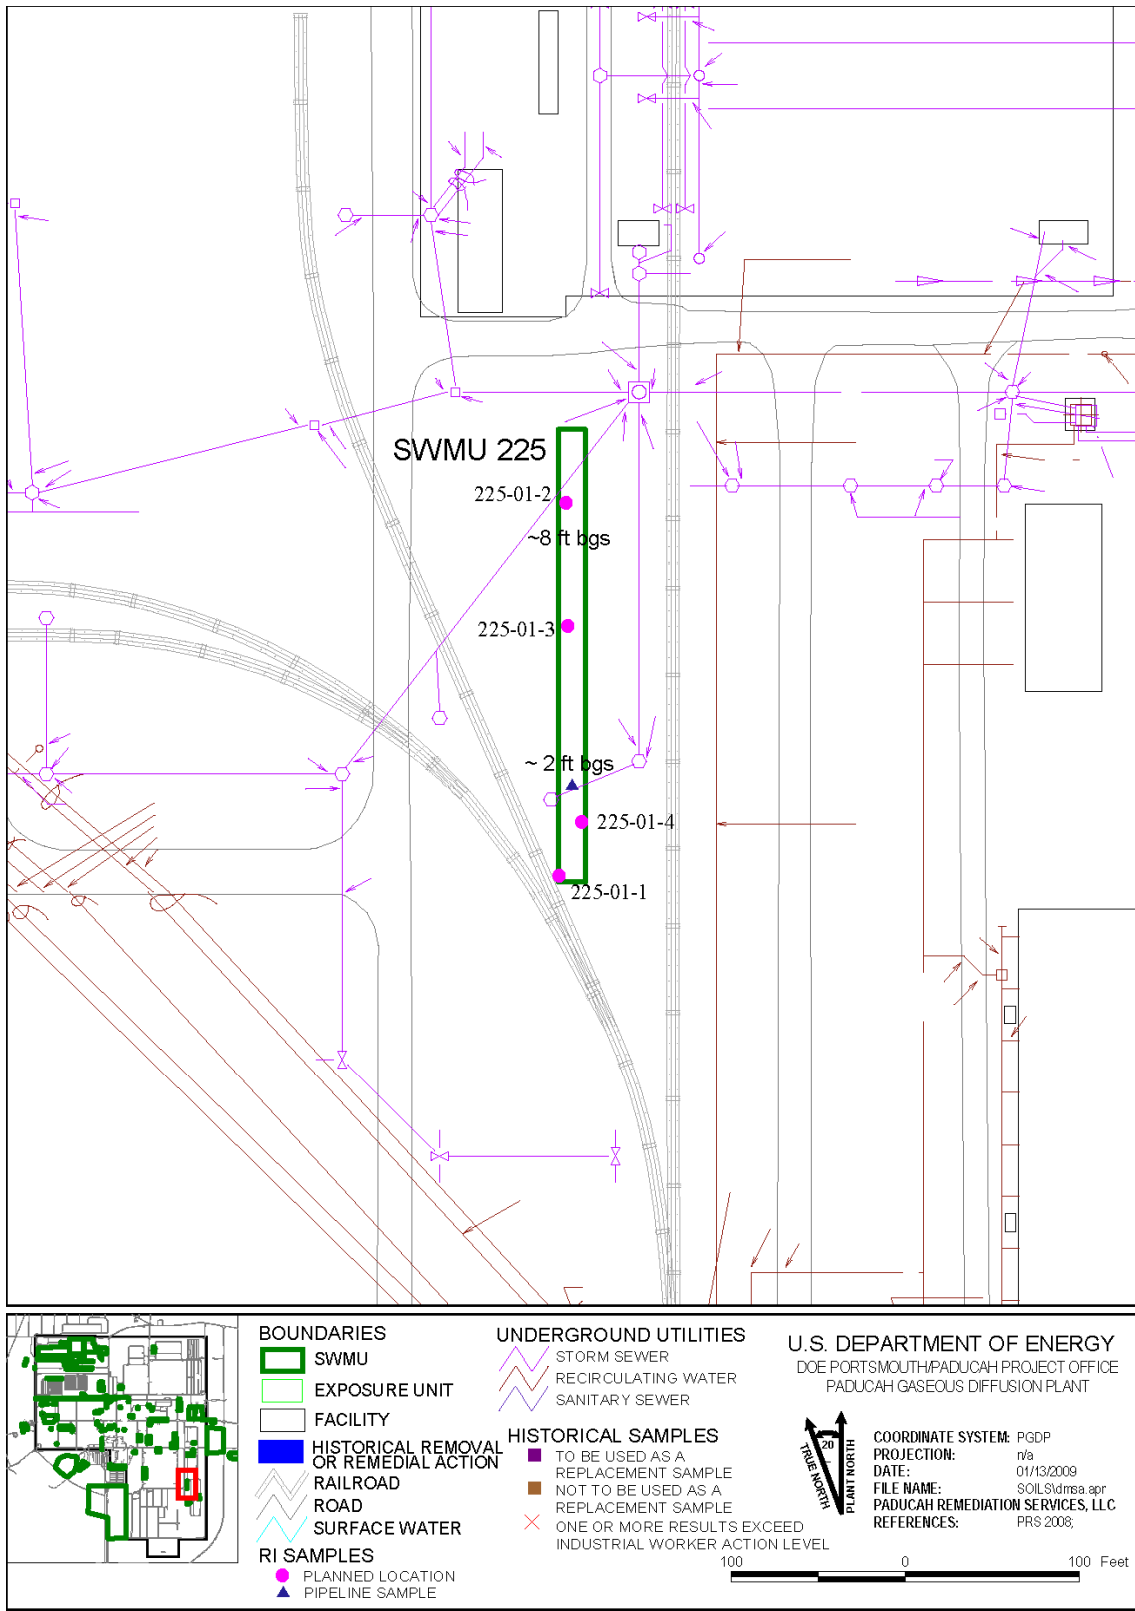 SWMU 225
225-01-2
~8 ft bgs
225-01-3
~ 2 ft bgs
225-01-4
225-01-1
BOUNDARIES
SWMU
EXPOSURE UNIT
FACILITY
HISTORICAL REMOVAL
OR REMEDIAL ACTION
RAILROAD
ROAD
SURFACE WATER
RI SAMPLES
PLANNED LOCATION
PIPELINE SAMPLE
UNDERGROUND UTILITIES
STORM SEWER
RECIRCULATING WATER
SANITARY SEWER
HISTORICAL SAMPLES
TO BE USED AS A
REPLACEMENT SAMPLE
NOT TO BE USED AS A
REPLACEMENT SAMPLE
ONE OR MORE RESULTS EXCEED
INDUSTRIAL WORKER ACTION LEVEL
U.S. DEPARTMENT OF ENERGY
DOE PORTSMOUTH/PADUCAH PROJECT OFFICE
PADUCAH GASEOUS DIFFUSION PLANT
20
TRUE NORTH
PLANT NORTH
COORDINATE SYSTEM: PGDP
PROJECTION: n/a
DATE: 01/13/2009
FILE NAME: SOILS\dmsa.apr
PADUCAH REMEDIATION SERVICES, LLC
REFERENCES: PRS 2008;
100 0 100 Feet